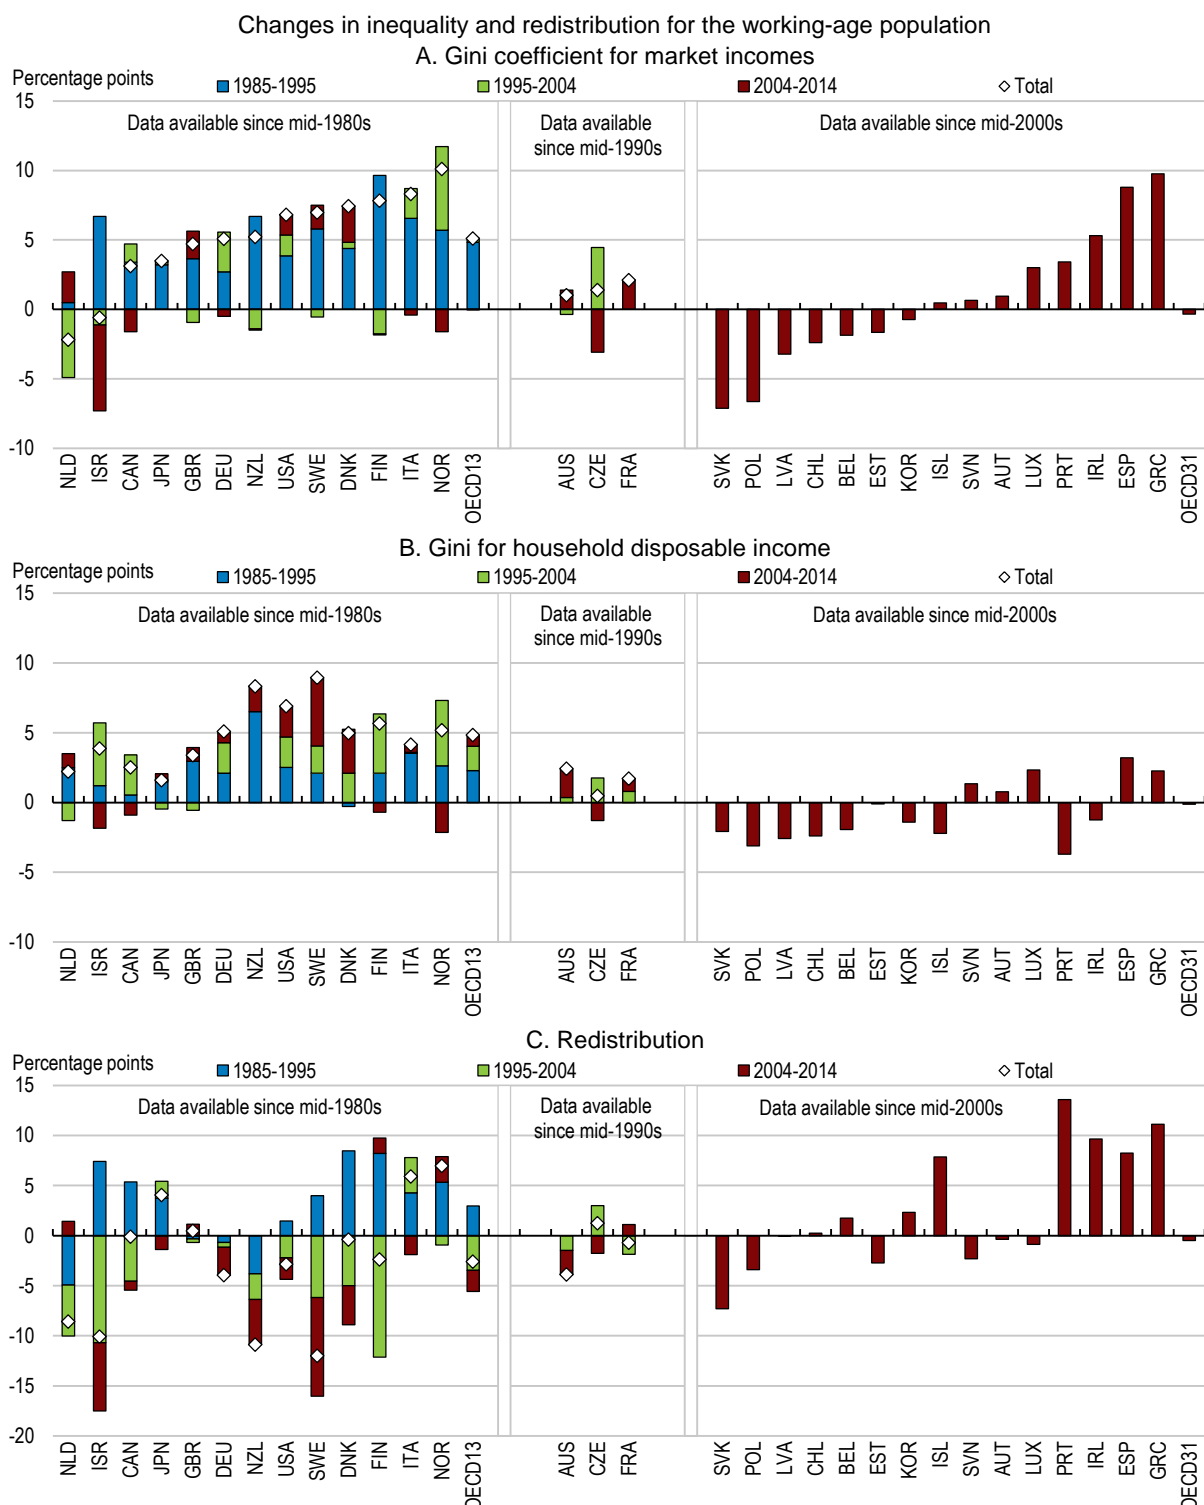 Changes in inequality and redistribution for the working-age population
A. Gini coefficient for market incomes
Percentage points
1985-1995 1995-2004 2004-2014 Total
Data available since mid-1980s
Data available
since mid-1990s
Data available since mid-2000s
15
10
5
0
-5
-10
NLD ISR CAN JPN GBR DEU NZL USA SWE DNK FIN ITA NOR OECD13 AUS CZE FRA SVK POL LVA CHL BEL EST KOR ISL SVN AUT LUX PRT IRL ESP GRC OECD31
B. Gini for household disposable income
Percentage points
1985-1995 1995-2004 2004-2014 Total
Data available since mid-1980s
Data available
since mid-1990s
Data available since mid-2000s
15
10
5
0
-5
-10
NLD ISR CAN JPN GBR DEU NZL USA SWE DNK FIN ITA NOR OECD13 AUS CZE FRA SVK POL LVA CHL BEL EST KOR ISL SVN AUT LUX PRT IRL ESP GRC OECD31
C. Redistribution
Percentage points
1985-1995 1995-2004 2004-2014 Total
Data available since mid-1980s
Data available
since mid-1990s
Data available since mid-2000s
15
10
5
0
-5
-10
-15
-20
NLD ISR CAN JPN GBR DEU NZL USA SWE DNK FIN ITA NOR OECD13 AUS CZE FRA SVK POL LVA CHL BEL EST KOR ISL SVN AUT LUX PRT IRL ESP GRC OECD31